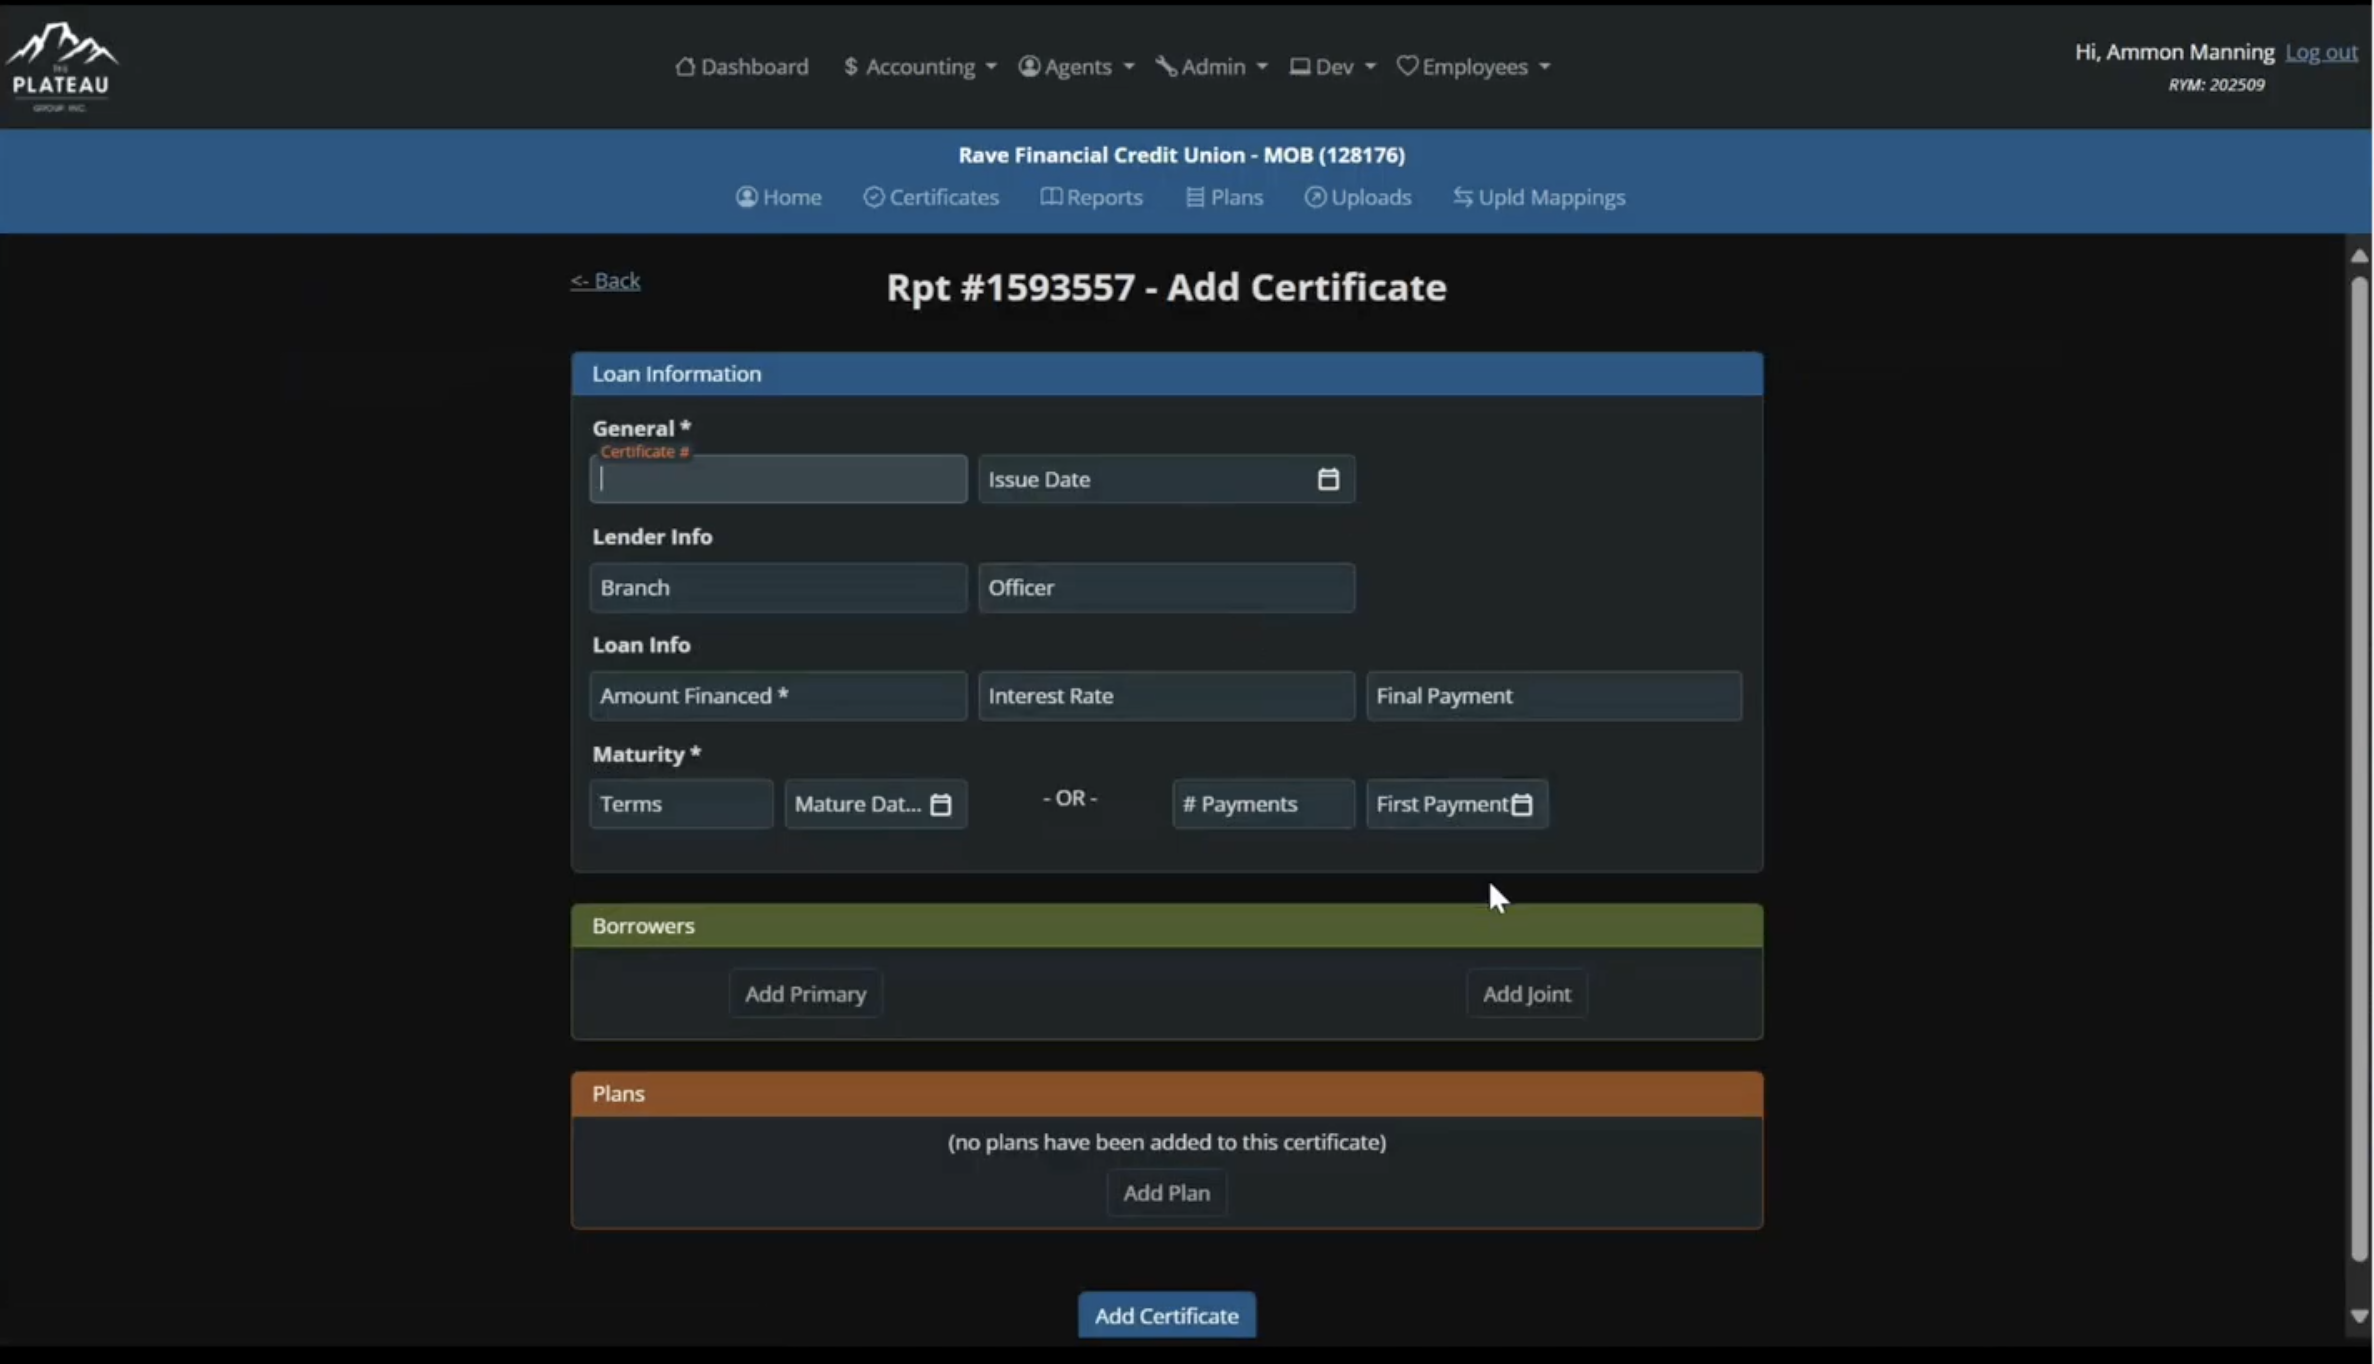 THE
PLATEAU
GROUP INC.
Dashboard
$ Accounting
Agents
Admin
Dev
Employees
Hi, Ammon Manning Log out
RYM: 202509
Rave Financial Credit Union - MOB (128176)
Home
Certificates
Reports
Plans
Uploads
Upld Mappings
<- Back
Rpt #1593557 - Add Certificate
Loan Information
General *
Certificate #
Issue Date
Lender Info
Branch
Officer
Loan Info
Amount Financed *
Interest Rate
Final Payment
Maturity *
Terms
Mature Dat...
- OR -
# Payments
First Payment
Borrowers
Add Primary
Add Joint
Plans
(no plans have been added to this certificate)
Add Plan
Add Certificate